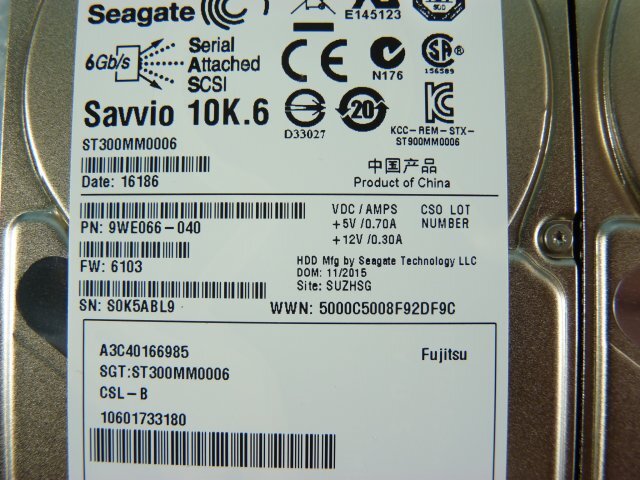 Seagate
E145123
6Gb/s
Serial
Attached
SCSI
CE
N176
156589
Savvio 10K.6
D33027
20
KCC-REM-STX-
ST900MM0006
ST300MM0006
Date: 16186
中国产品
Product of China
PN: 9WE066-040
VDC / AMPS
+5V /0.70A
+12V /0.30A
CSO LOT
NUMBER
FW: 6103
HDD Mfg by Seagate Technology LLC
DOM: 11/2015
Site: SUZHSG
SN: S0K5ABL9
WWN: 5000C5008F92DF9C
A3C40166985
Fujitsu
SGT:ST300MM0006
CSL-B
10601733180